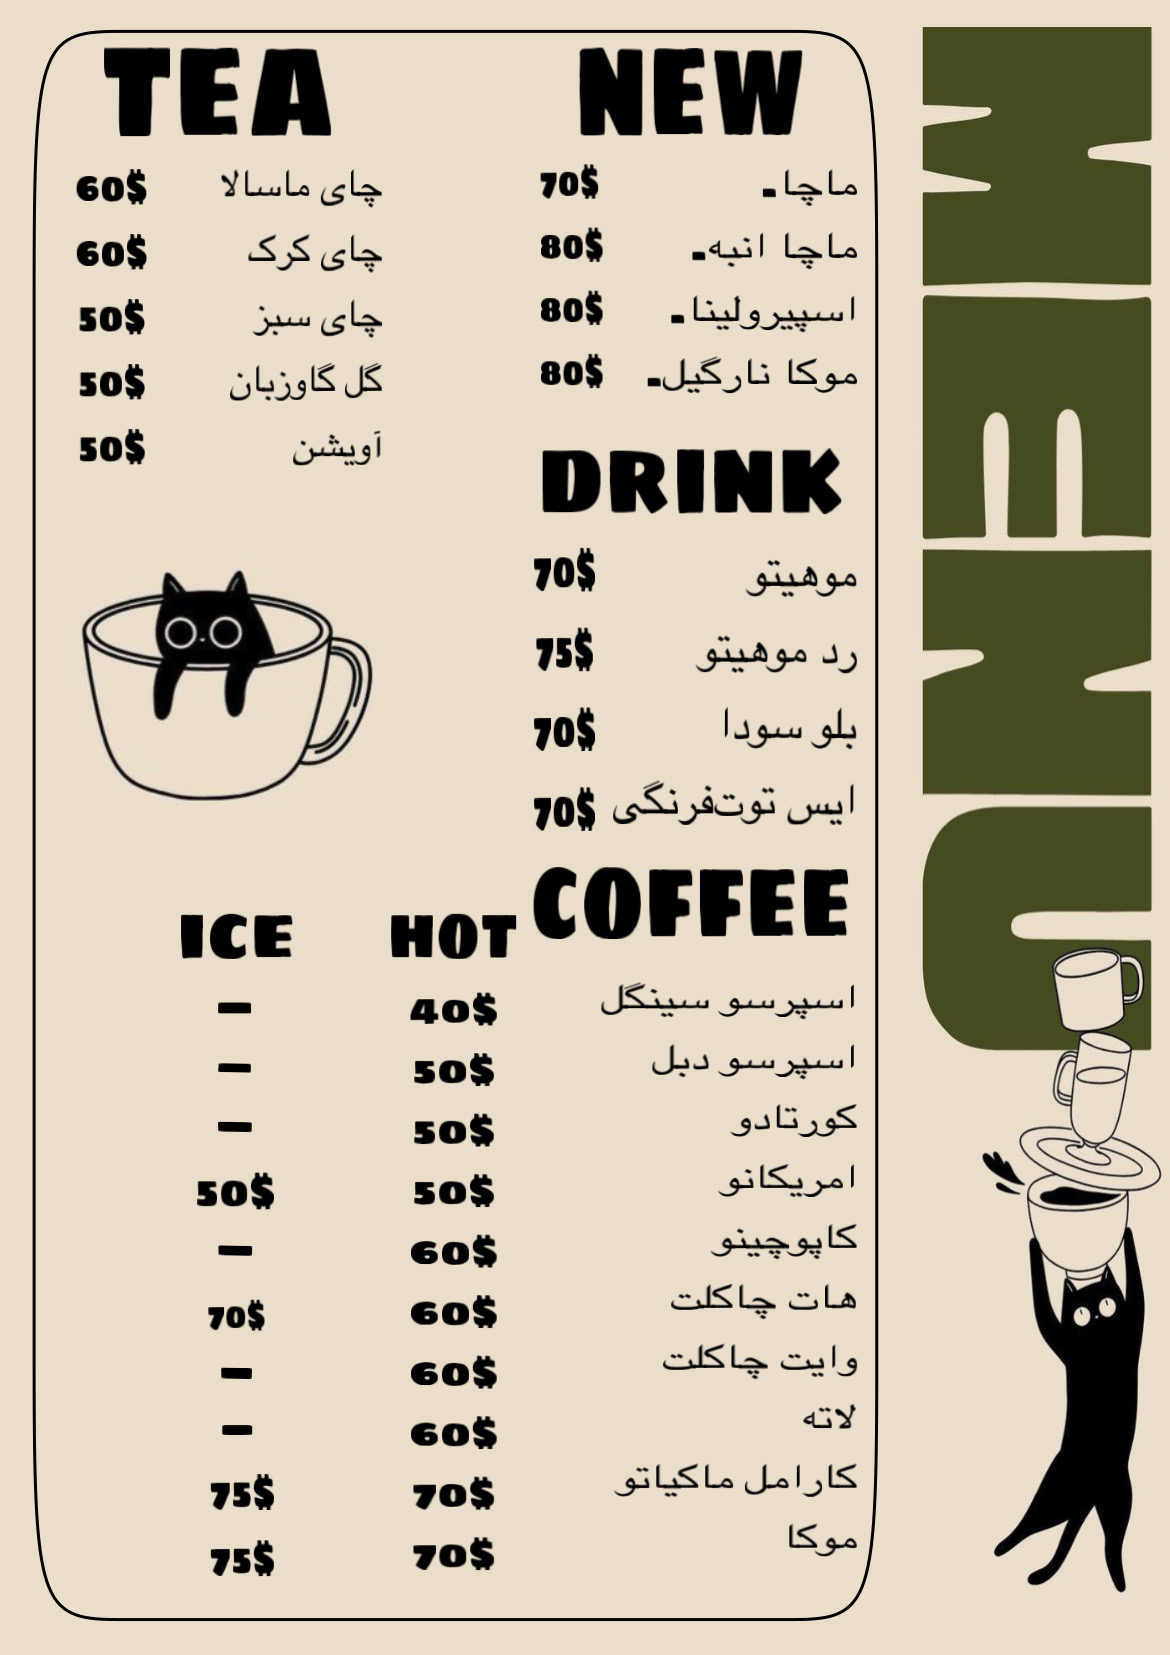 MENU
NEW
ماچا- 70$
ماچا انبه- 80$
اسپیرولینا- 80$
موکا نارگیل- 80$
TEA
چای ماسالا 60$
چای کرک 60$
چای سبز 50$
گل گاوزبان 50$
آویشن 50$
DRINK
موهیتو 70$
رد موهیتو 75$
بلو سودا 70$
ایس توت‌فرنگی 70$
COFFEE HOT ICE
اسپرسو سینگل 40$ -
اسپرسو دبل 50$ -
کورتادو 50$ -
امریکانو 50$ 50$
کاپوچینو 60$ -
هات چاکلت 60$ 70$
وایت چاکلت 60$ -
لاته 60$ -
کارامل ماکیاتو 70$ 75$
موکا 70$ 75$